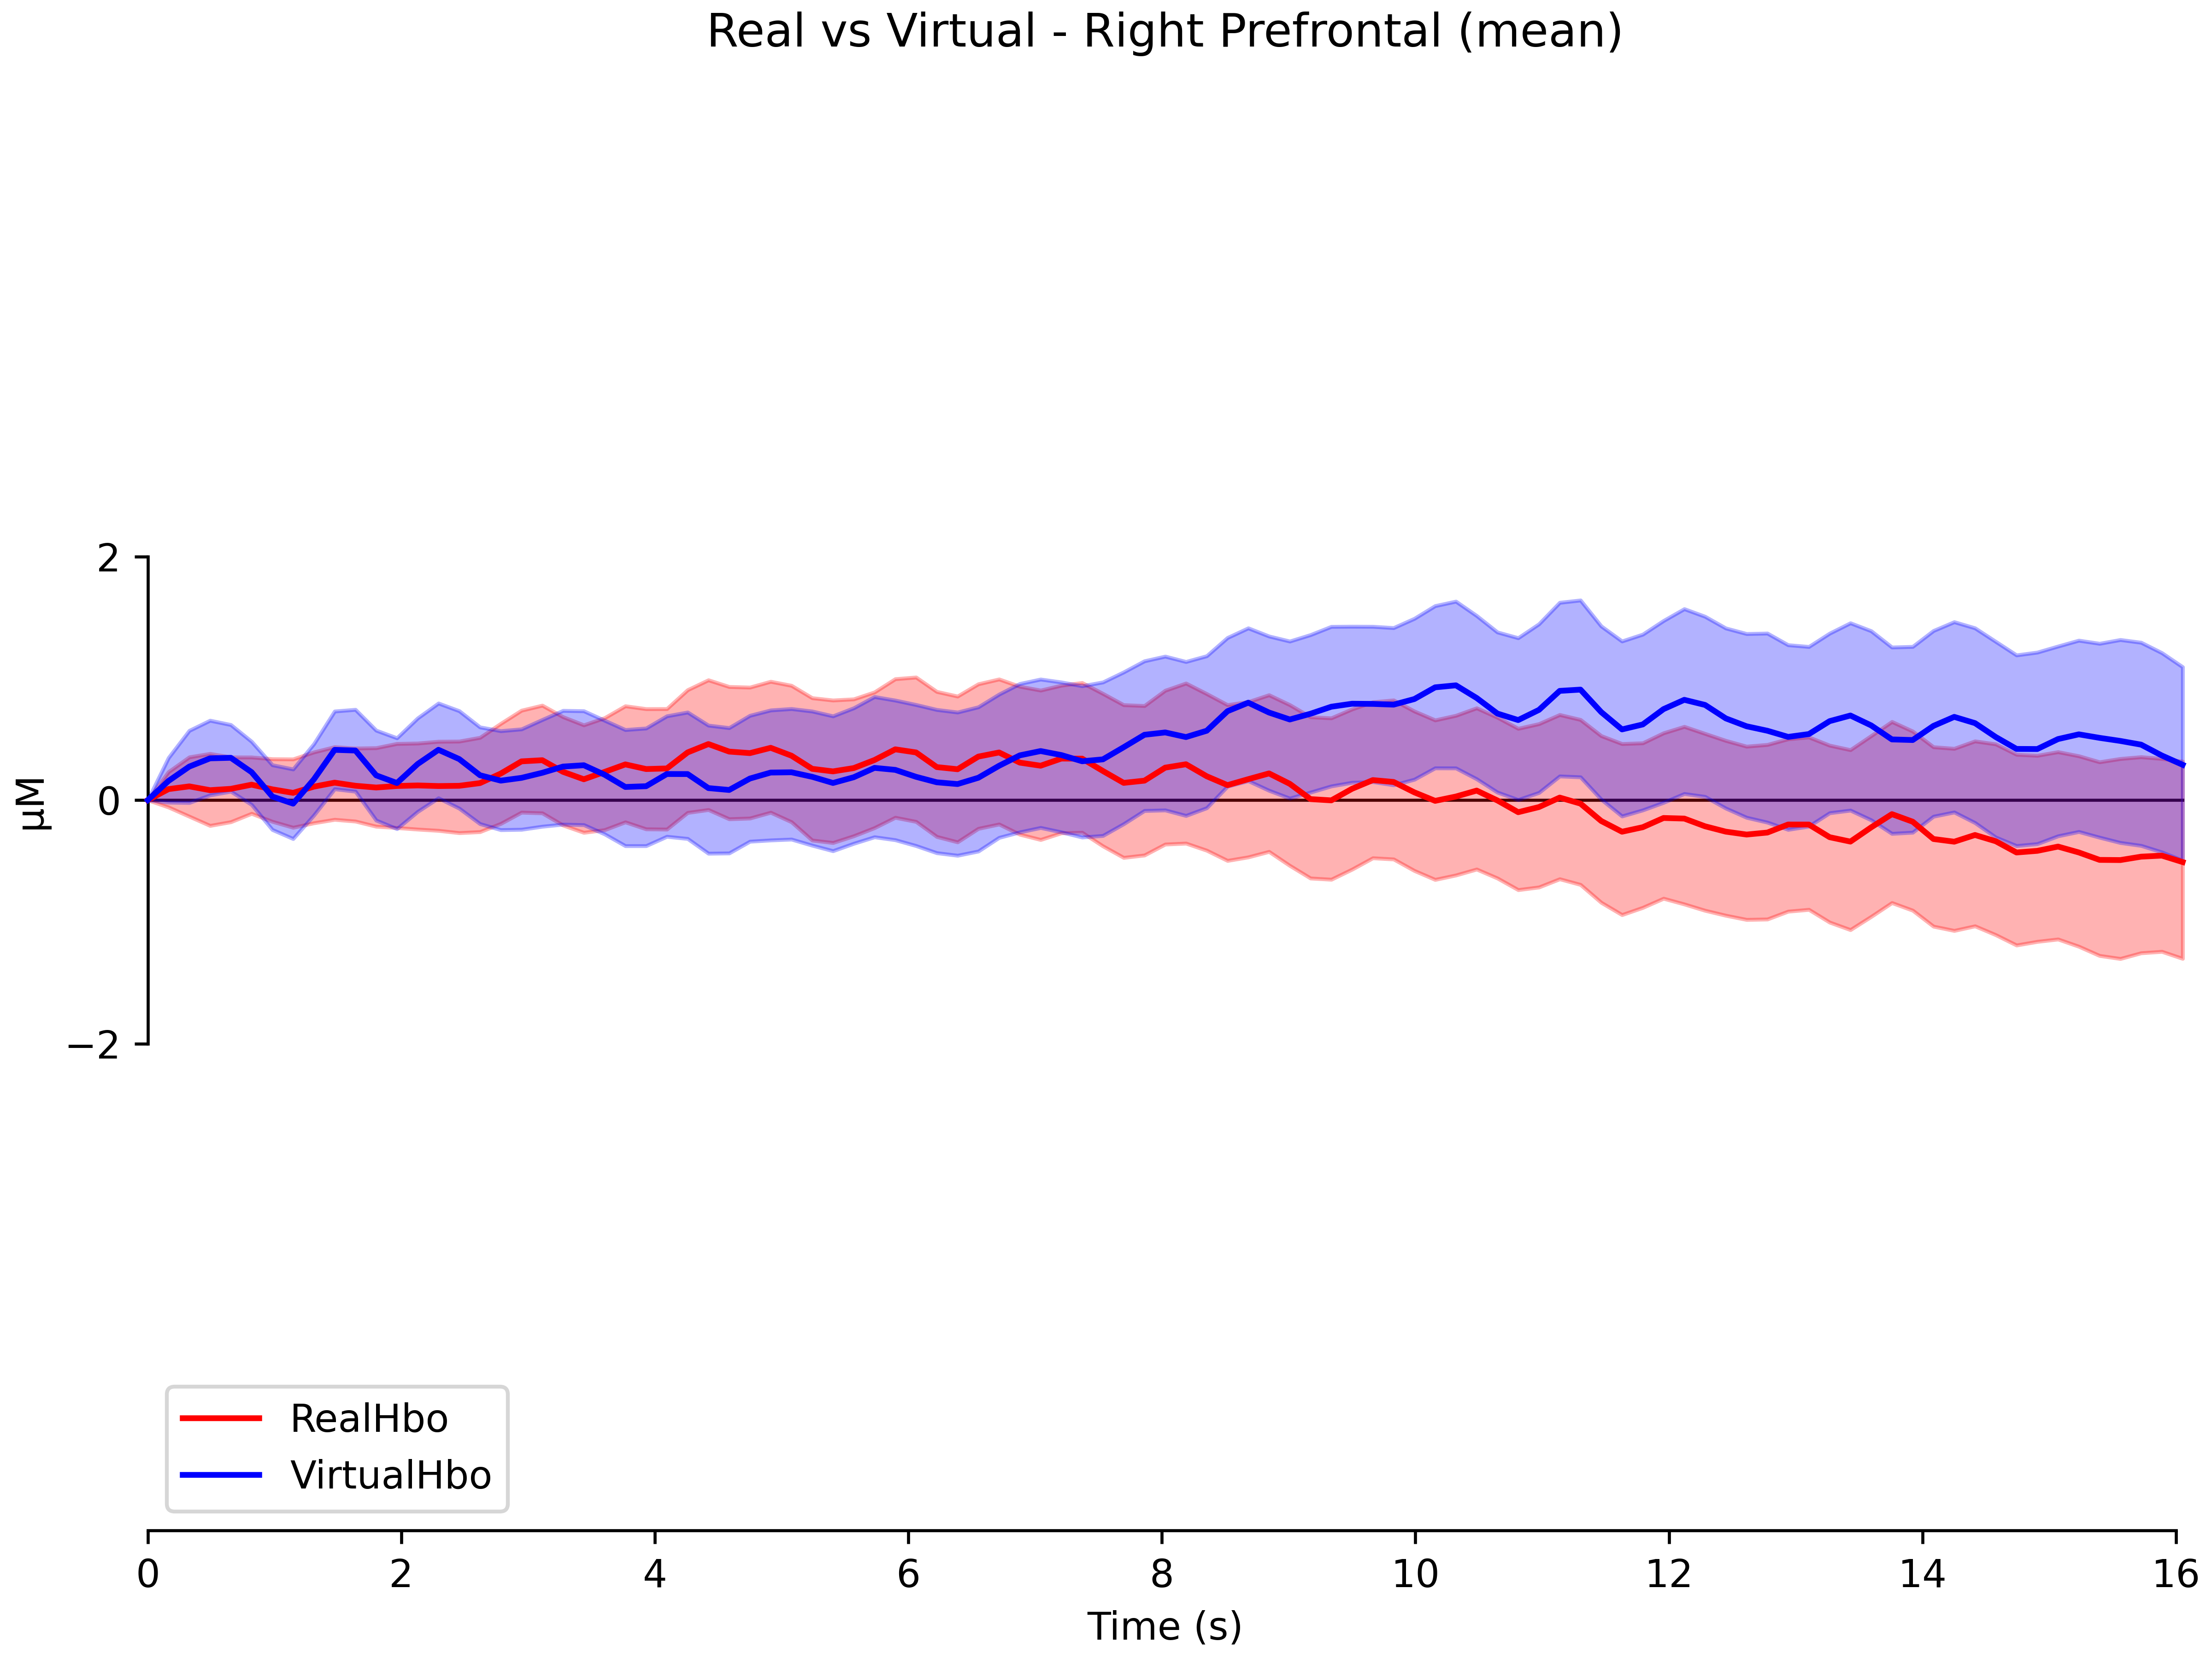 Real vs Virtual - Right Prefrontal (mean)
2
0
−2
µM
RealHbo
VirtualHbo
0 2 4 6 8 10 12 14 16
Time (s)